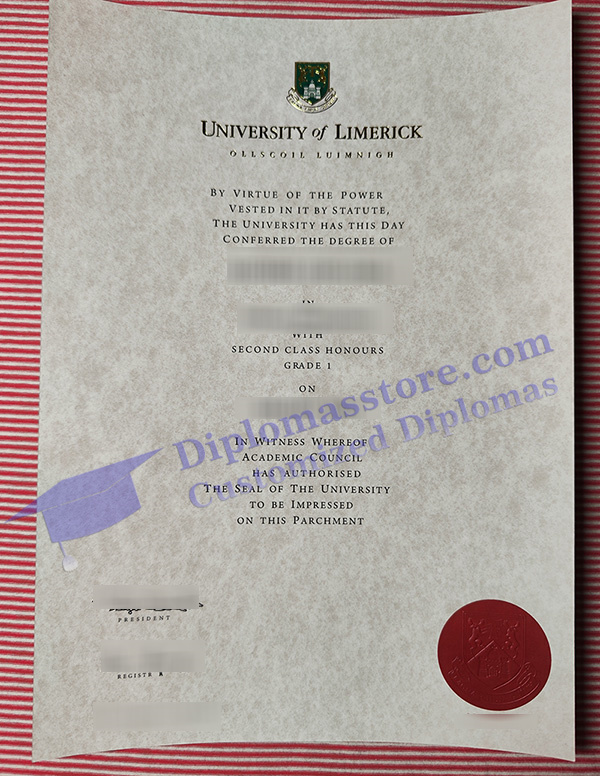 UNIVERSITY of LIMERICK
OLLSCOIL LUIMNIGH
BY VIRTUE OF THE POWER
VESTED IN IT BY STATUTE,
THE UNIVERSITY HAS THIS DAY
CONFERRED THE DEGREE OF
IN
WITH
SECOND CLASS HONOURS
GRADE 1
ON
Diplomasstore.com
Customized Diplomas
IN WITNESS WHEREOF
ACADEMIC COUNCIL
HAS AUTHORISED
THE SEAL OF THE UNIVERSITY
TO BE IMPRESSED
ON THIS PARCHMENT
PRESIDENT
REGISTR R